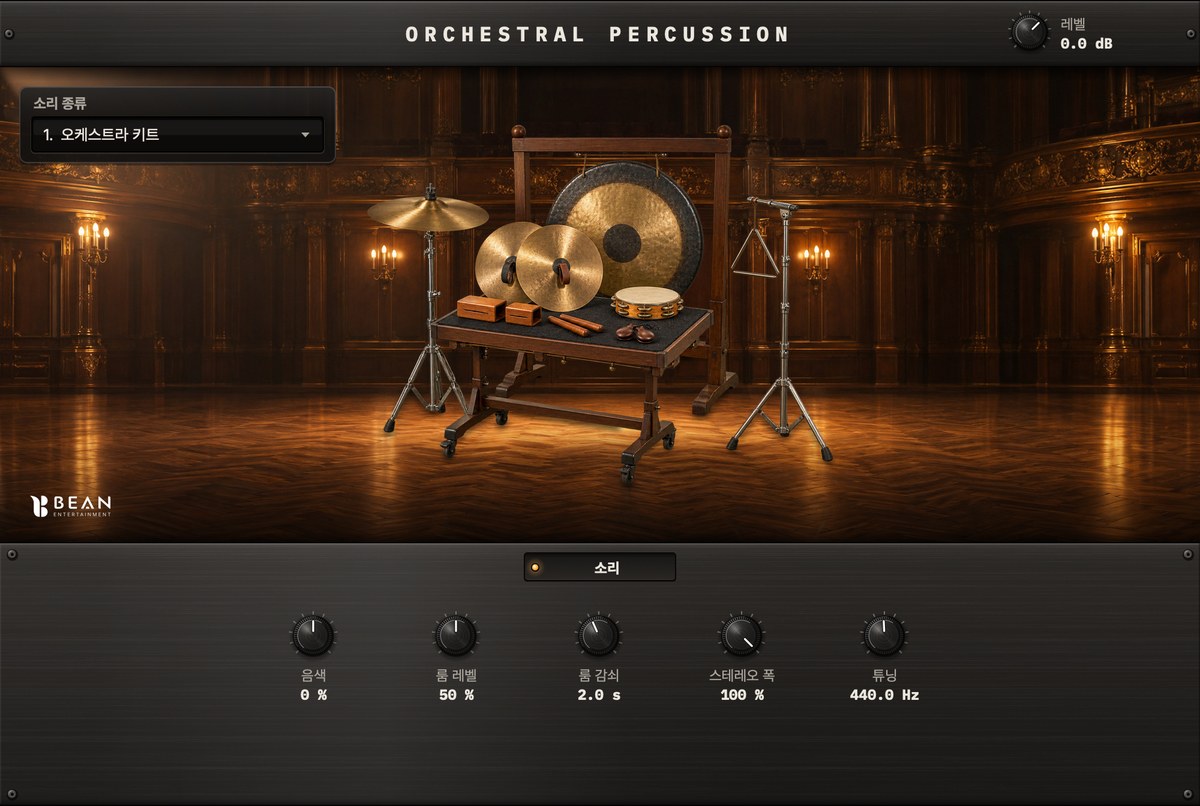 ORCHESTRAL PERCUSSION
레벨
0.0 dB
소리 종류
1. 오케스트라 키트
BEAN
ENTERTAINMENT
소리
음색
0 %
룸 레벨
50 %
룸 감쇠
2.0 s
스테레오 폭
100 %
튜닝
440.0 Hz